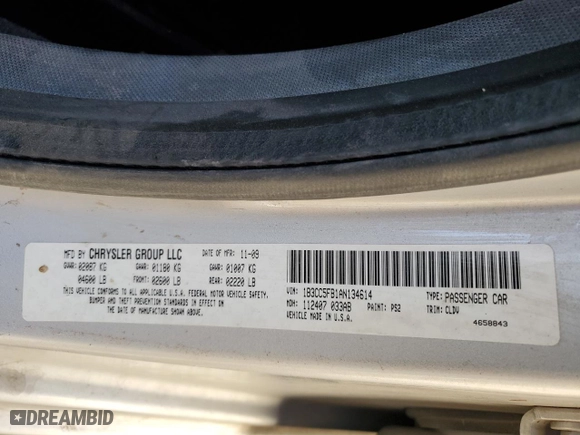 MFD BY CHRYSLER GROUP LLC DATE OF MFR: 11-09
GVWR: 02087 KG GAWR: 01180 KG GAWR: 01007 KG
04600 LB FRONT: 02600 LB REAR: 02220 LB
THIS VEHICLE CONFORMS TO ALL APPLICABLE U.S.A. FEDERAL MOTOR VEHICLE SAFETY,
BUMPER AND THEFT PREVENTION STANDARDS IN EFFECT ON
THE DATE OF MANUFACTURE SHOWN ABOVE.
VIN: 1B3CC5FB1AN134614 TYPE: PASSENGER CAR
MDH: 112407 033AB PAINT: PS2 TRIM: CLDV
VEHICLE MADE IN U.S.A.
4658843
DREAMBID